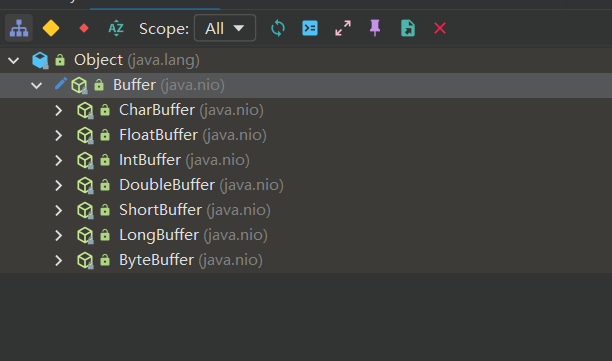 Scope: All
Object (java.lang)
Buffer (java.nio)
CharBuffer (java.nio)
FloatBuffer (java.nio)
IntBuffer (java.nio)
DoubleBuffer (java.nio)
ShortBuffer (java.nio)
LongBuffer (java.nio)
ByteBuffer (java.nio)